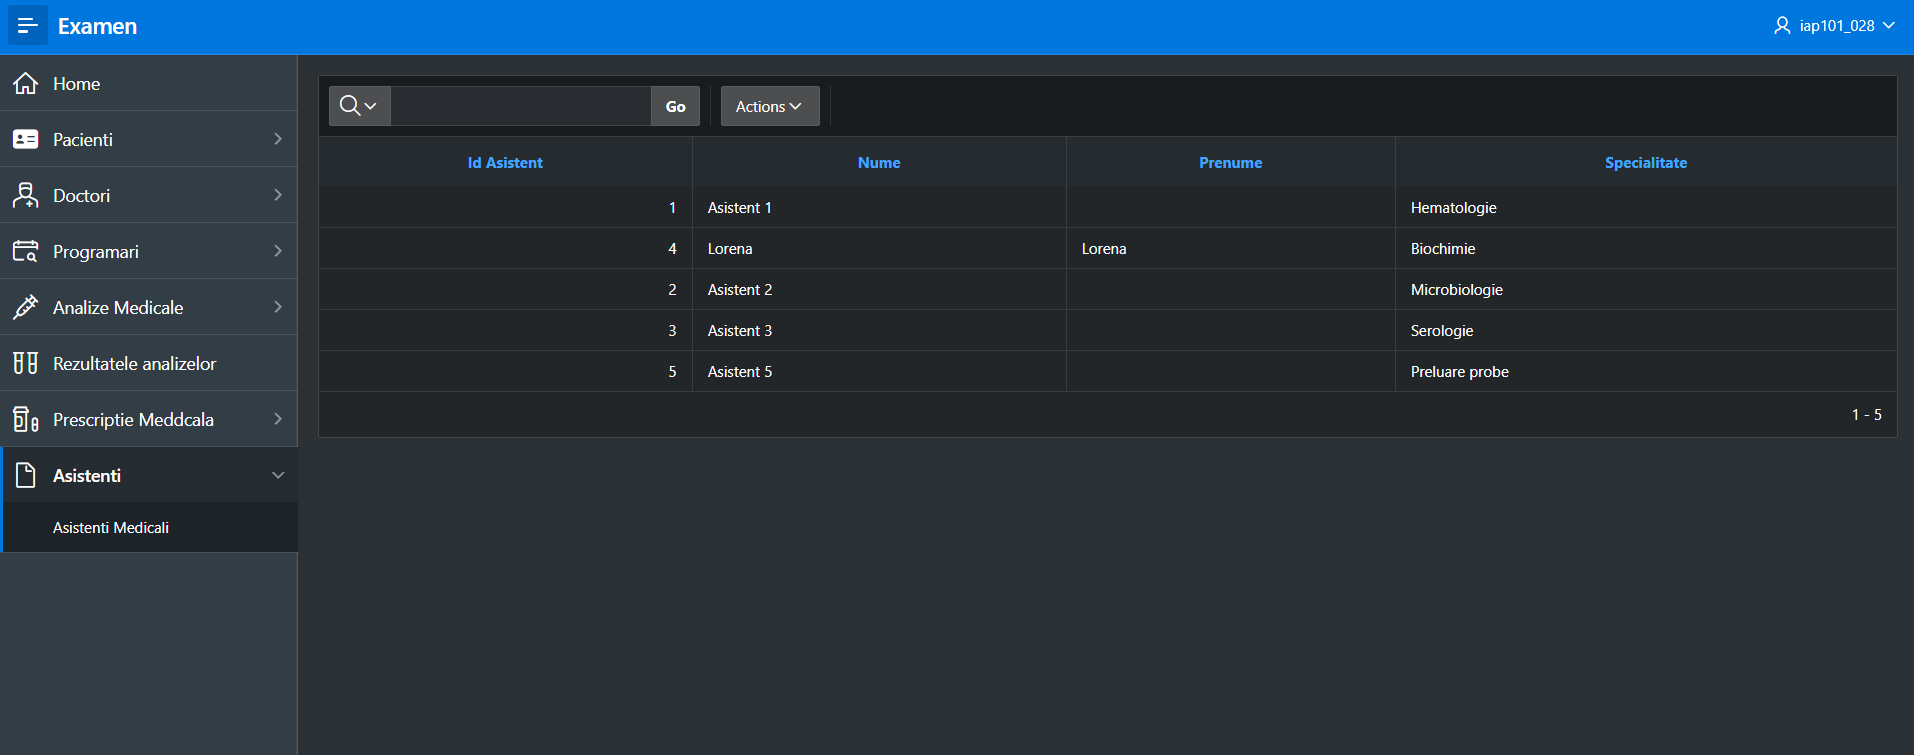 Examen
iap101_028
Home
Pacienti
Doctori
Programari
Analize Medicale
Rezultatele analizelor
Prescriptie Meddcala
Asistenti
Asistenti Medicali
Go
Actions
Id Asistent Nume Prenume Specialitate
1 Asistent 1 Hematologie
4 Lorena Lorena Biochimie
2 Asistent 2 Microbiologie
3 Asistent 3 Serologie
5 Asistent 5 Preluare probe
1 - 5